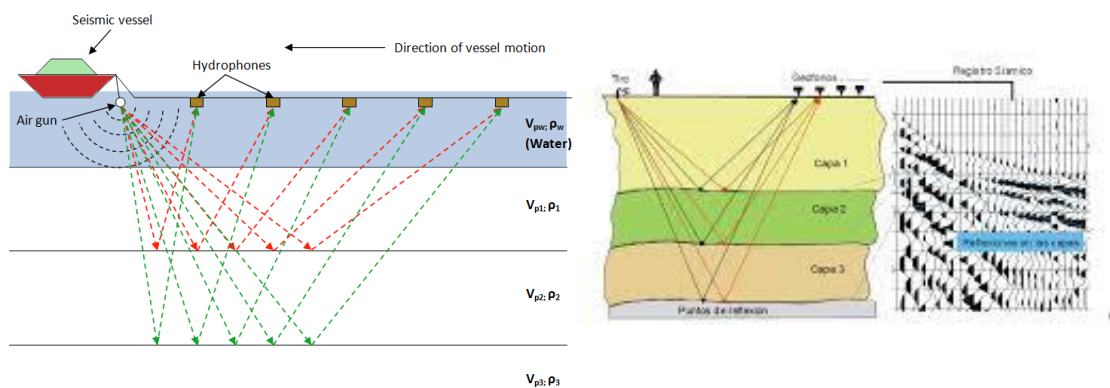 Seismic vessel
Direction of vessel motion
Hydrophones
Air gun
Vpw; ρw
(Water)
Vp1; ρ1
Vp2; ρ2
Vp3; ρ3
Tiro
Geófonos ........
Registro Sísmico
Capa 1
Capa 2
Capa 3
Puntos de reflexión
Reflexiones en las capas